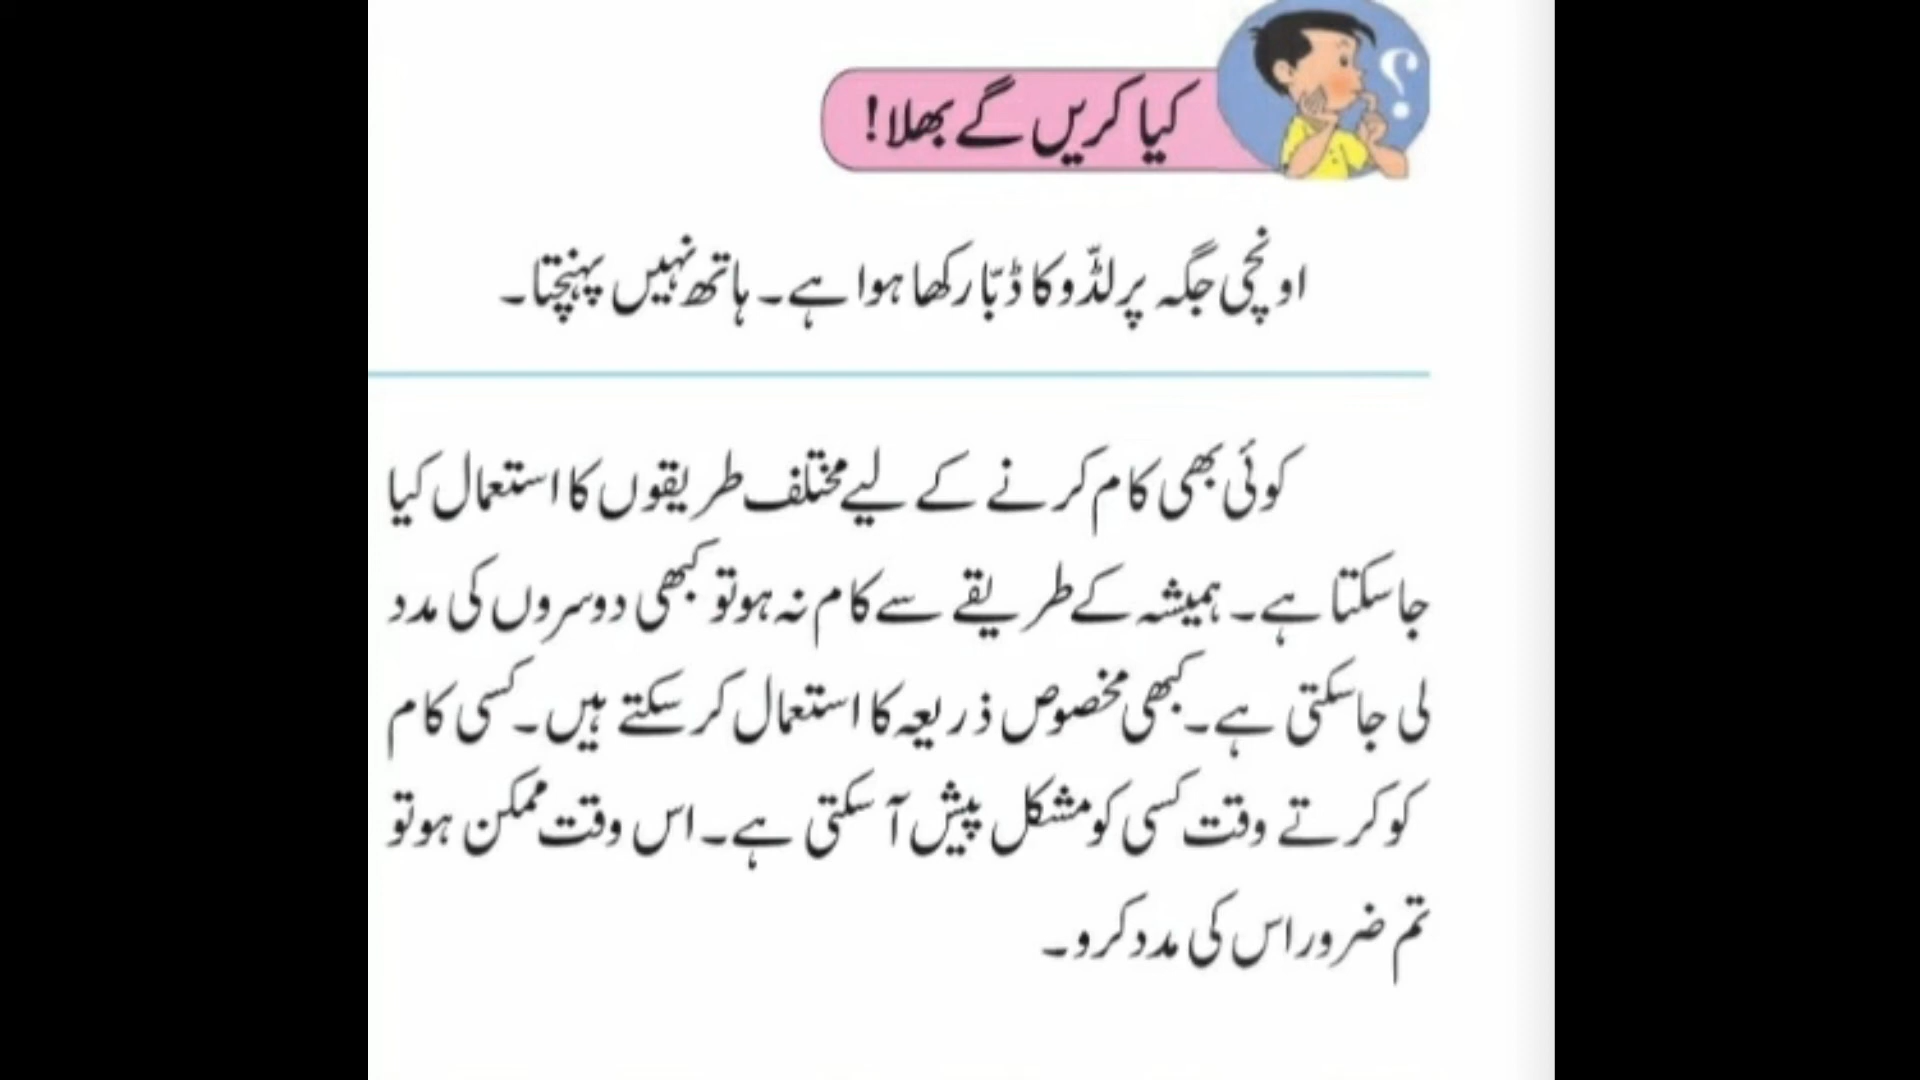 ؟
کیا کریں گے بھلا!
اونچی جگہ پر لڈّو کا ڈبّا رکھا ہوا ہے۔ ہاتھ نہیں پہنچتا۔
کوئی بھی کام کرنے کے لیے مختلف طریقوں کا استعمال کیا
جاسکتا ہے۔ ہمیشہ کے طریقے سے کام نہ ہو تو کبھی دوسروں کی مدد
لی جاسکتی ہے۔ کبھی مخصوص ذریعہ کا استعمال کرسکتے ہیں۔ کسی کام
کو کرتے وقت کسی کو مشکل پیش آسکتی ہے۔ اس وقت ممکن ہو تو
تم ضرور اس کی مدد کرو۔